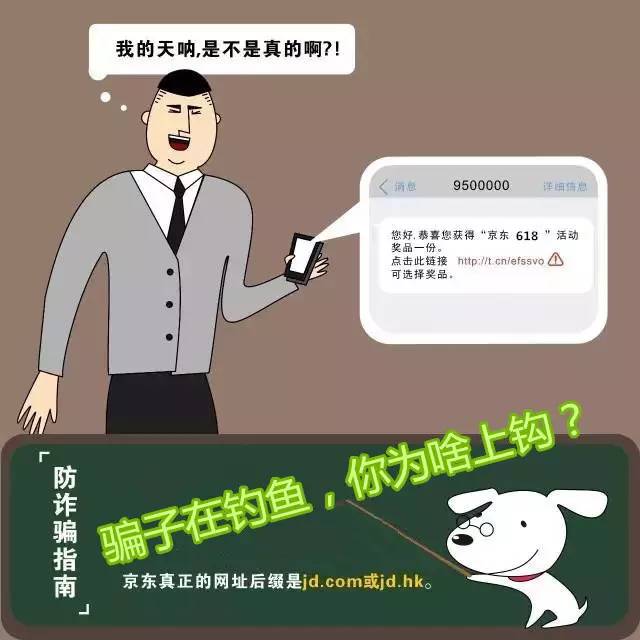 我的天呐,是不是真的啊?!
消息 9500000 详细信息
您好,恭喜您获得“京东 618 ”活动
奖品一份。
点击此链接 http://t.cn/efssvo
可选择奖品。
骗子在钓鱼，你为啥上钩？
「防诈骗指南」
京东真正的网址后缀是jd.com或jd.hk。